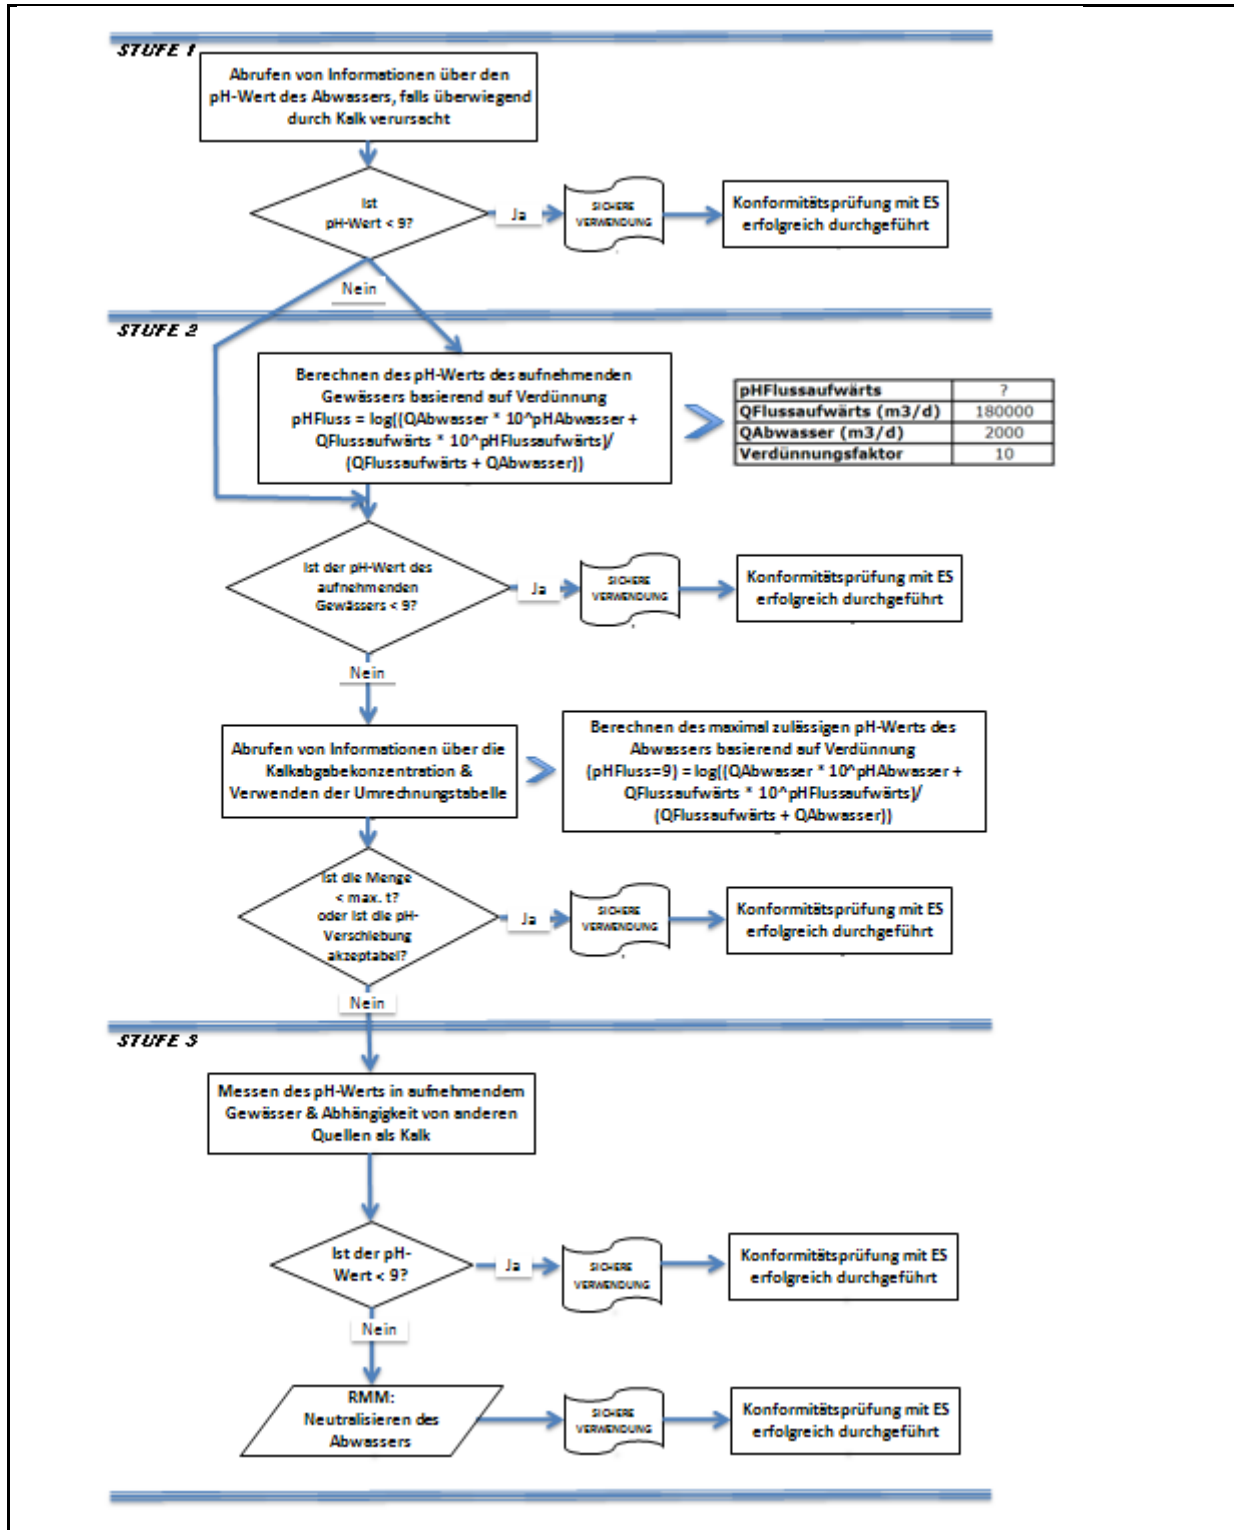 STUFE 1
Abrufen von Informationen über den
pH-Wert des Abwassers, falls überwiegend
durch Kalk verursacht
Ist
pH-Wert < 9?
Ja
SICHERE
VERWENDUNG
Konformitätsprüfung mit ES
erfolgreich durchgeführt
Nein
STUFE 2
Berechnen des pH-Werts des aufnehmenden
Gewässers basierend auf Verdünnung
pHFluss = log((QAbwasser * 10^pHAbwasser +
QFlussaufwärts * 10^pHFlussaufwärts)/
(QFlussaufwärts + QAbwasser))
pHFlussaufwärts ?
QFlussaufwärts (m3/d) 180000
QAbwasser (m3/d) 2000
Verdünnungsfaktor 10
Ist der pH-Wert des
aufnehmenden
Gewässers < 9?
Ja
SICHERE
VERWENDUNG
Konformitätsprüfung mit ES
erfolgreich durchgeführt
Nein
Abrufen von Informationen über die
Kalkabgabekonzentration &
Verwenden der Umrechnungstabelle
Berechnen des maximal zulässigen pH-Werts des
Abwassers basierend auf Verdünnung
(pHFluss=9) = log((QAbwasser * 10^pHAbwasser +
QFlussaufwärts * 10^pHFlussaufwärts)/
(QFlussaufwärts + QAbwasser))
Ist die Menge
< max. t?
oder ist die pH-
Verschiebung
akzeptabel?
Ja
SICHERE
VERWENDUNG
Konformitätsprüfung mit ES
erfolgreich durchgeführt
Nein
STUFE 3
Messen des pH-Werts in aufnehmendem
Gewässer & Abhängigkeit von anderen
Quellen als Kalk
Ist der pH-
Wert < 9?
Ja
SICHERE
VERWENDUNG
Konformitätsprüfung mit ES
erfolgreich durchgeführt
Nein
RMM:
Neutralisieren des
Abwassers
SICHERE
VERWENDUNG
Konformitätsprüfung mit ES
erfolgreich durchgeführt